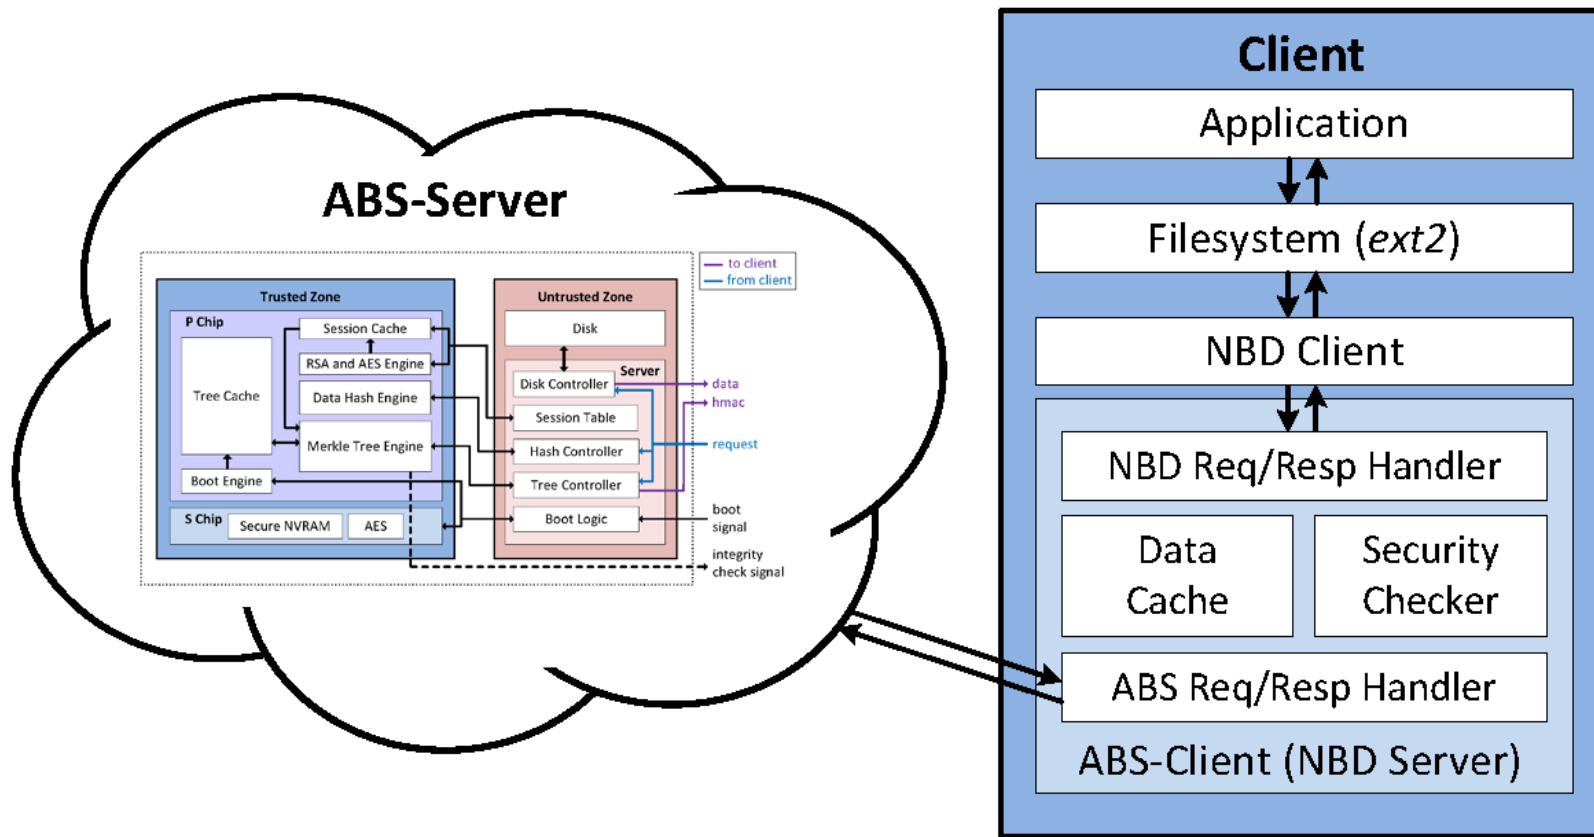 ABS-Server
to client
from client
Trusted Zone
P Chip
Session Cache
RSA and AES Engine
Tree Cache
Data Hash Engine
Merkle Tree Engine
Boot Engine
S Chip
Secure NVRAM
AES
Untrusted Zone
Disk
Server
Disk Controller
Session Table
Hash Controller
Tree Controller
Boot Logic
data
hmac
request
boot
signal
integrity
check signal
Client
Application
Filesystem (ext2)
NBD Client
NBD Req/Resp Handler
Data
Cache
Security
Checker
ABS Req/Resp Handler
ABS-Client (NBD Server)